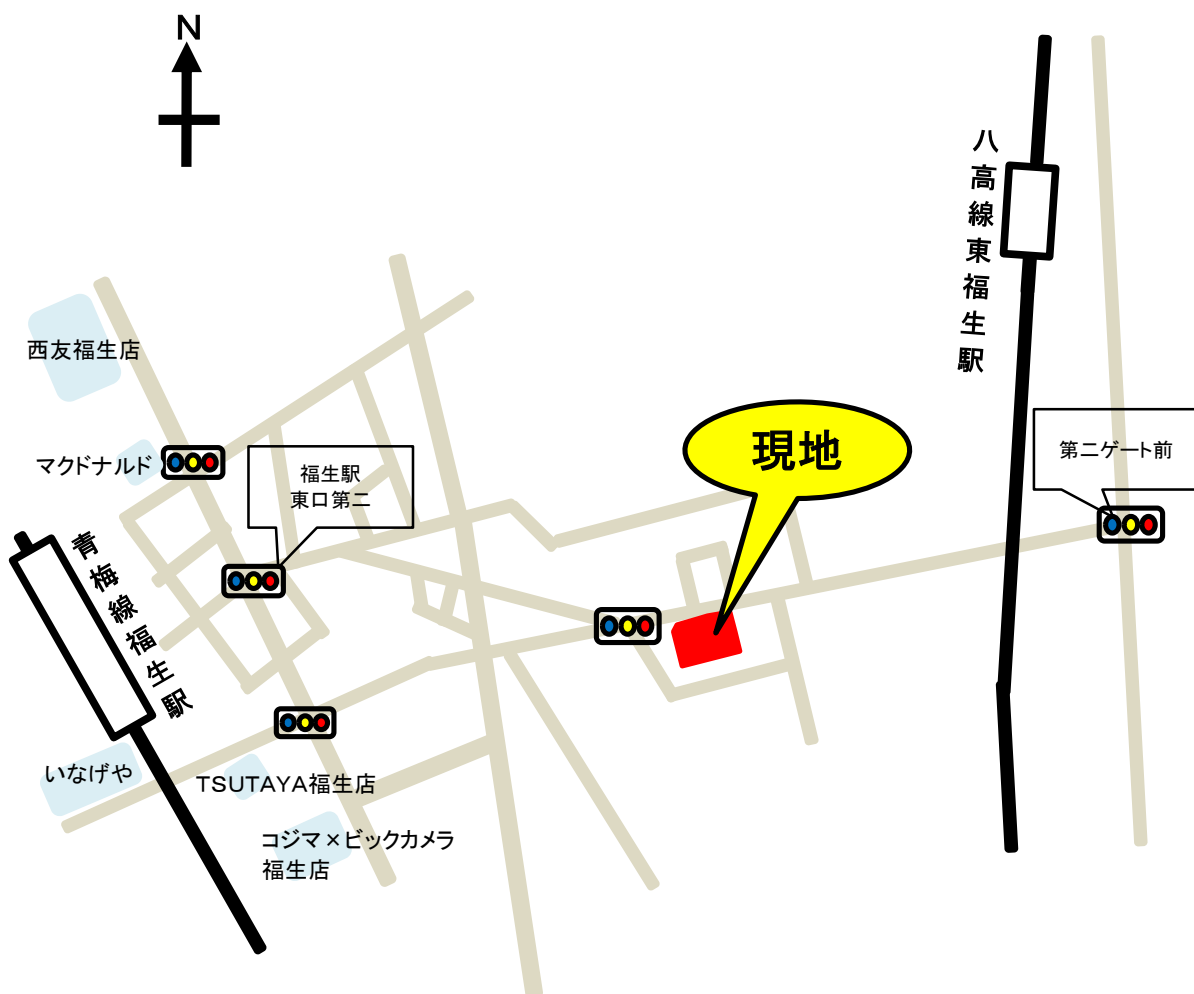 N
八高線東福生駅
西友福生店
現地
マクドナルド
福生駅
東口第二
第二ゲート前
青梅線福生駅
いなげや
TSUTAYA福生店
コジマ×ビックカメラ
福生店